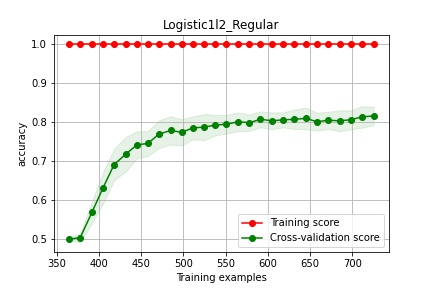 Logistic1l2_Regular
1.0
0.9
0.8
0.7
0.6
0.5
accuracy
Training score
Cross-validation score
350 400 450 500 550 600 650 700
Training examples